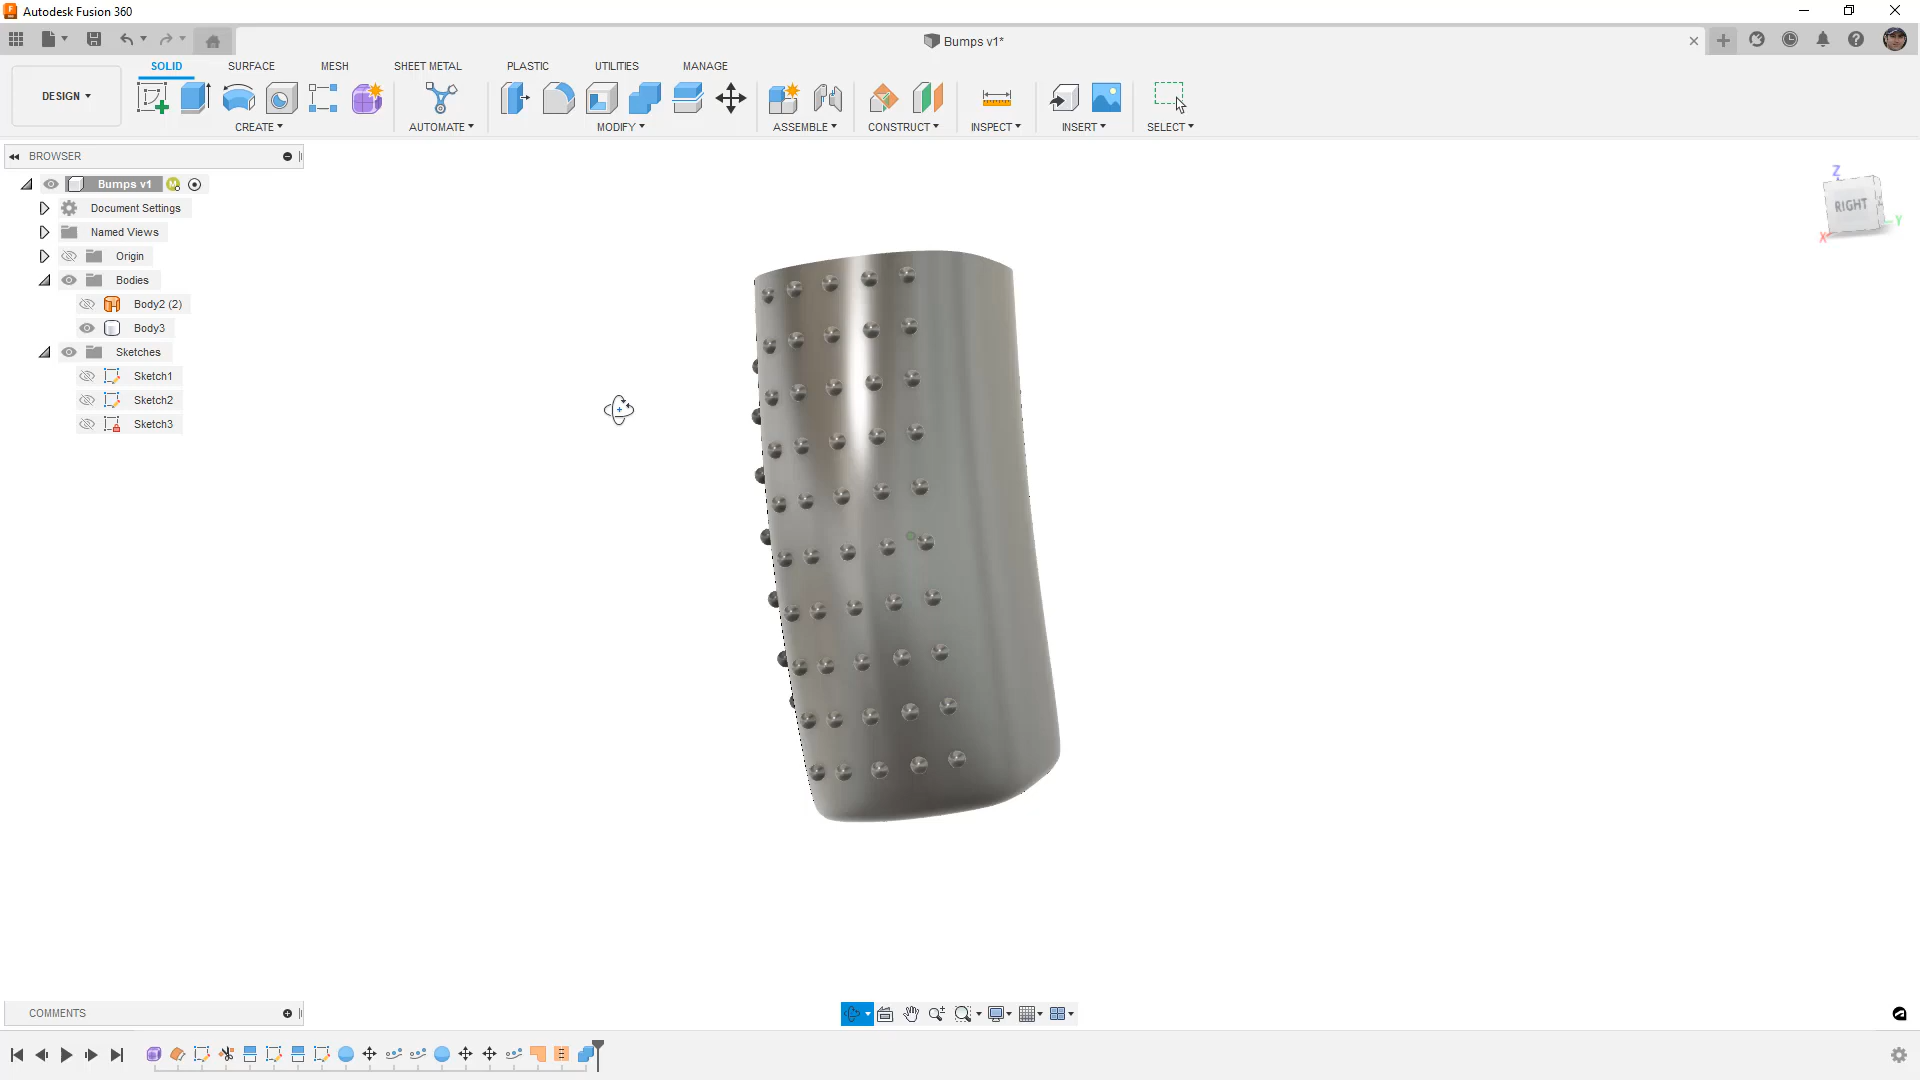 Autodesk Fusion 360
Bumps v1*
SOLID SURFACE MESH SHEET METAL PLASTIC UTILITIES MANAGE
DESIGN
CREATE AUTOMATE MODIFY ASSEMBLE CONSTRUCT INSPECT INSERT SELECT
BROWSER
Bumps v1
Document Settings
Named Views
Origin
Bodies
Body2 (2)
Body3
Sketches
Sketch1
Sketch2
Sketch3
Z
RIGHT
Y
X
COMMENTS